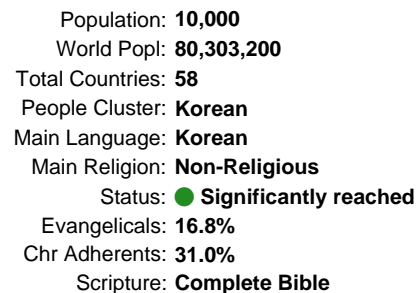 Population: 10,000
World Popl: 80,303,200
Total Countries: 58
People Cluster: Korean
Main Language: Korean
Main Religion: Non-Religious
Status: Significantly reached
Evangelicals: 16.8%
Chr Adherents: 31.0%
Scripture: Complete Bible